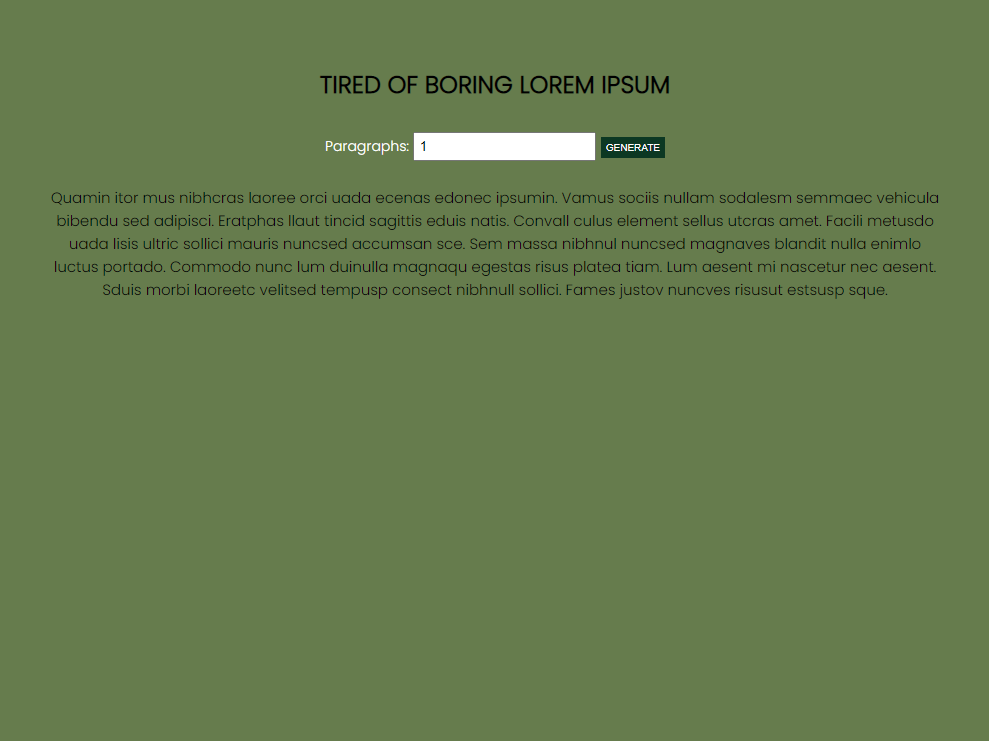 TIRED OF BORING LOREM IPSUM
Paragraphs: 1 GENERATE
Quamin itor mus nibhcras laoree orci uada ecenas edonec ipsumin. Vamus sociis nullam sodalesm semmaec vehicula
bibendu sed adipisci. Eratphas llaut tincid sagittis eduis natis. Convall culus element sellus utcras amet. Facili metusdo
uada lisis ultric sollici mauris nuncsed accumsan sce. Sem massa nibhnul nuncsed magnaves blandit nulla enimlo
luctus portado. Commodo nunc lum duinulla magnaqu egestas risus platea tiam. Lum aesent mi nascetur nec aesent.
Sduis morbi laoreetc velitsed tempusp consect nibhnull sollici. Fames justov nuncves risusut estsusp sque.